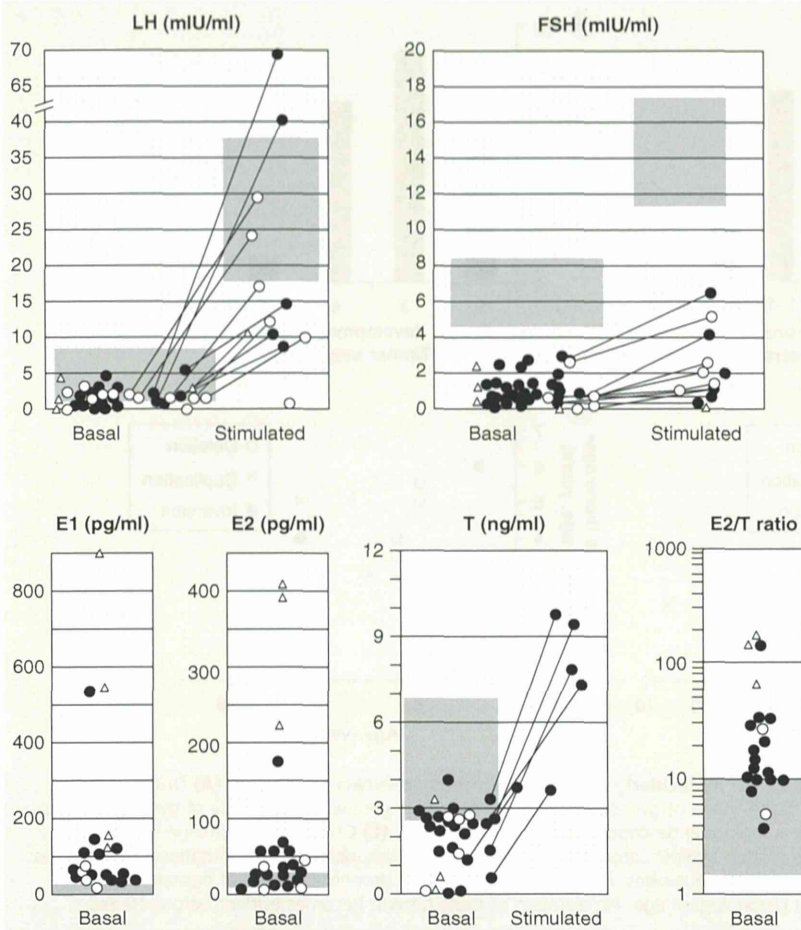 LH (mIU/ml)
70
65
40
35
30
25
20
15
10
5
0
Basal
Stimulated
FSH (mIU/ml)
20
18
16
14
12
10
8
6
4
2
0
Basal
Stimulated
E1 (pg/ml)
800
600
400
200
0
Basal
E2 (pg/ml)
400
300
200
100
0
Basal
T (ng/ml)
12
9
6
3
0
Basal
Stimulated
E2/T ratio
1000
100
10
1
Basal